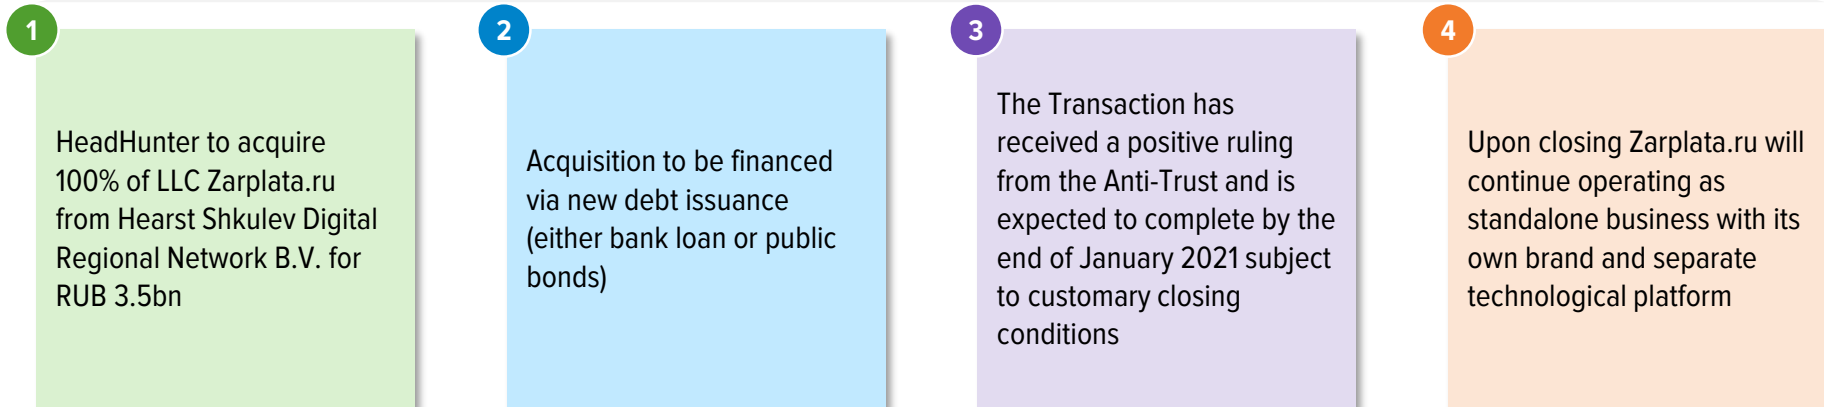 1
HeadHunter to acquire
100% of LLC Zarplata.ru
from Hearst Shkulev Digital
Regional Network B.V. for
RUB 3.5bn
2
Acquisition to be financed
via new debt issuance
(either bank loan or public
bonds)
3
The Transaction has
received a positive ruling
from the Anti-Trust and is
expected to complete by the
end of January 2021 subject
to customary closing
conditions
4
Upon closing Zarplata.ru will
continue operating as
standalone business with its
own brand and separate
technological platform